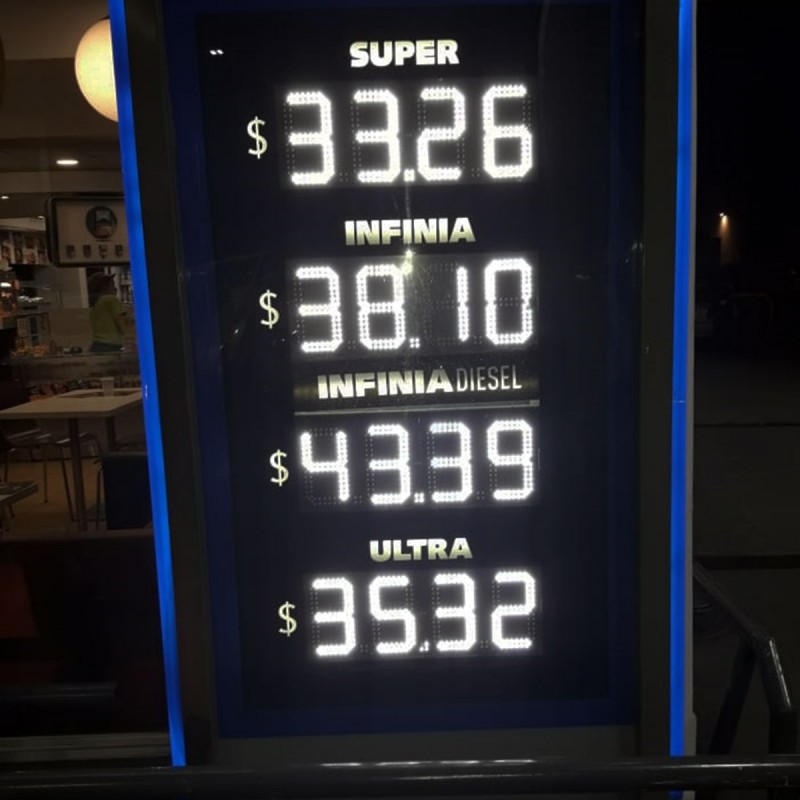 SUPER
$ 33.26
INFINIA
$ 38.10
INFINIA DIESEL
$ 43.39
ULTRA
$ 35.32